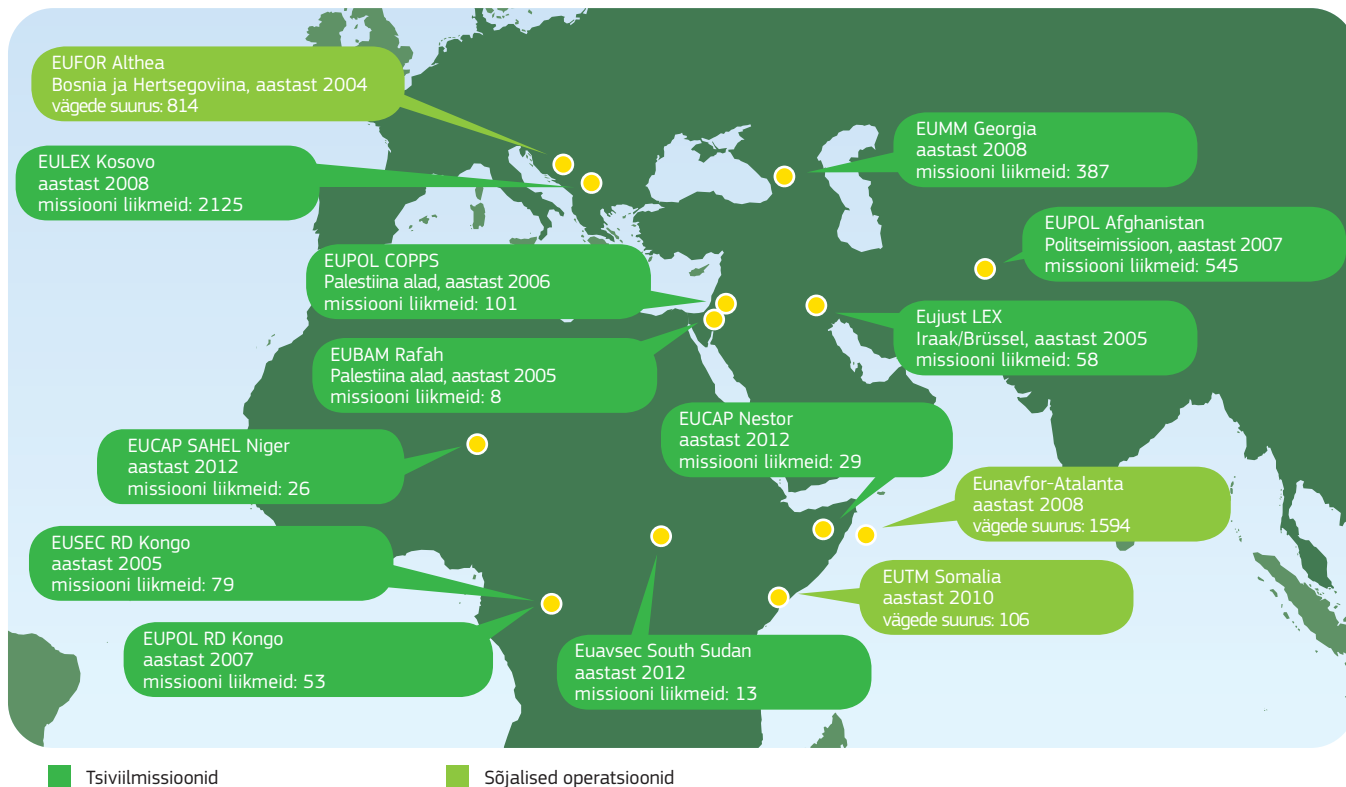 EUFOR Althea
Bosnia ja Hertsegoviina, aastast 2004
vägede suurus: 814
EULEX Kosovo
aastast 2008
missiooni liikmeid: 2125
EUMM Georgia
aastast 2008
missiooni liikmeid: 387
EUPOL Afghanistan
Politseimissioon, aastast 2007
missiooni liikmeid: 545
EUPOL COPPS
Palestiina alad, aastast 2006
missiooni liikmeid: 101
Eujust LEX
Iraak/Brüssel, aastast 2005
missiooni liikmeid: 58
EUBAM Rafah
Palestiina alad, aastast 2005
missiooni liikmeid: 8
EUCAP Nestor
aastast 2012
missiooni liikmeid: 29
EUCAP SAHEL Niger
aastast 2012
missiooni liikmeid: 26
Eunavfor-Atalanta
aastast 2008
vägede suurus: 1594
EUSEC RD Kongo
aastast 2005
missiooni liikmeid: 79
EUTM Somalia
aastast 2010
vägede suurus: 106
EUPOL RD Kongo
aastast 2007
missiooni liikmeid: 53
Euavsec South Sudan
aastast 2012
missiooni liikmeid: 13
Tsiviilmissioonid
Sõjalised operatsioonid